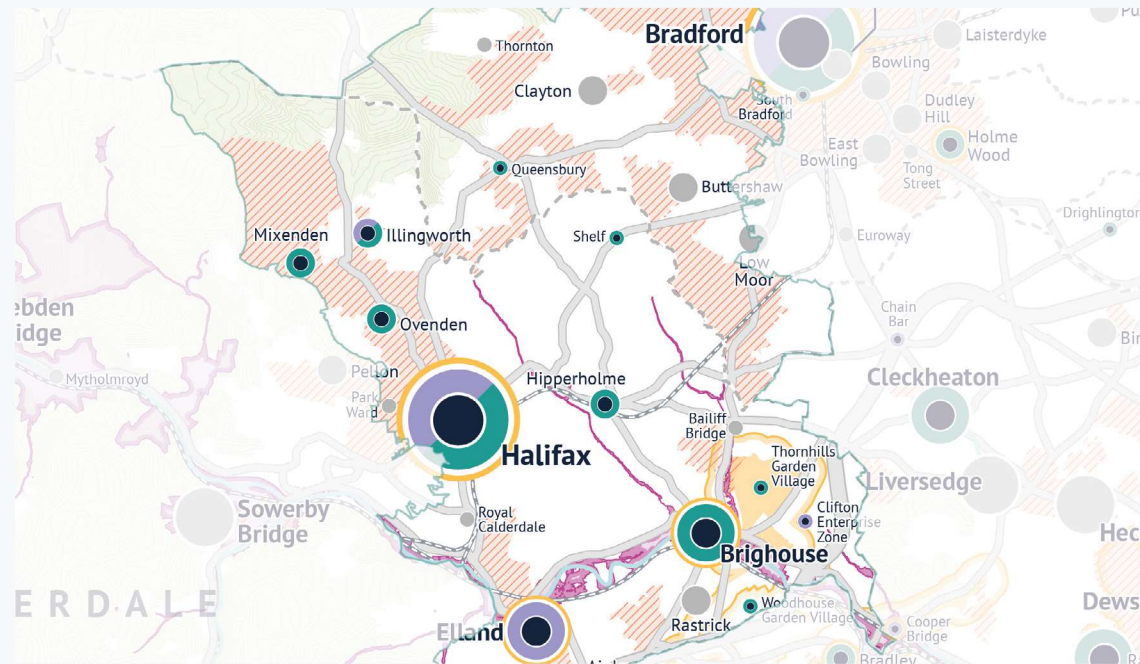 Bradford
Laisterdyke
Thornton
Bowling
Clayton
South
Bradford
Dudley
Hill
East
Bowling
Holme
Wood
Tong
Street
Queensbury
Buttershaw
Drighlington
Mixenden
Illingworth
Shelf
Euroway
Low
Moor
ebden
idge
Ovenden
Chain
Bar
Pellon
Mytholmroyd
Hipperholme
Cleckheaton
Park
Ward
Bailiff
Bridge
Halifax
Thornhills
Garden
Village
Liversedge
Sowerby
Bridge
Royal
Calderdale
Clifton
Enterprise
Zone
Hec
Brighouse
ERDALE
Elland
Rastrick
Woodhouse
Garden Village
Dews
Cooper
Bridge
Bradley